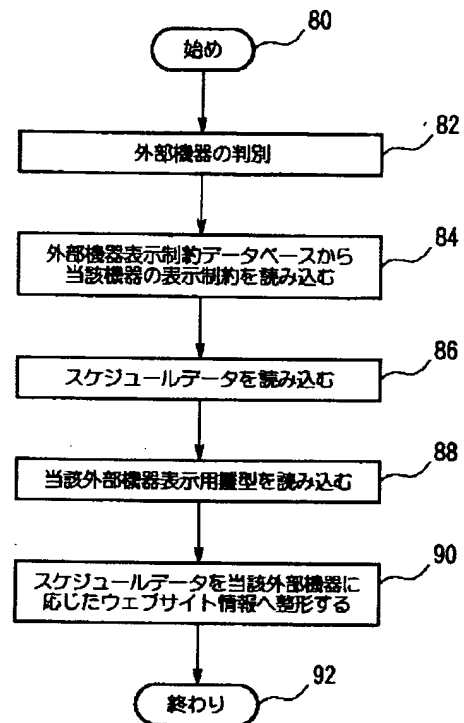 始め
80
外部機器の判別
82
外部機器表示制約データベースから
当該機器の表示制約を読み込む
84
スケジュールデータを読み込む
86
当該外部機器表示用雛型を読み込む
88
スケジュールデータを当該外部機器に
応じたウェブサイト情報へ整形する
90
終わり
92